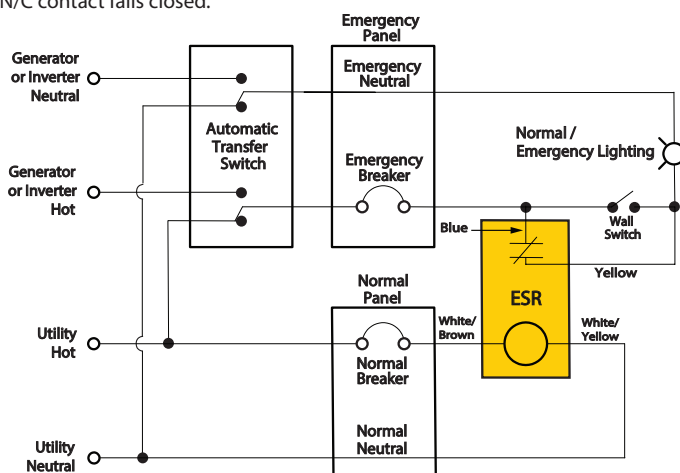 N/C contact falls closed.
Emergency
Panel
Generator
or Inverter
Neutral
Emergency
Neutral
Automatic
Transfer
Switch
Normal /
Emergency Lighting
Emergency
Breaker
Generator
or Inverter
Hot
Wall
Switch
Blue
Yellow
Normal
Panel
ESR
White/
Brown
White/
Yellow
Utility
Hot
Normal
Breaker
Normal
Neutral
Utility
Neutral